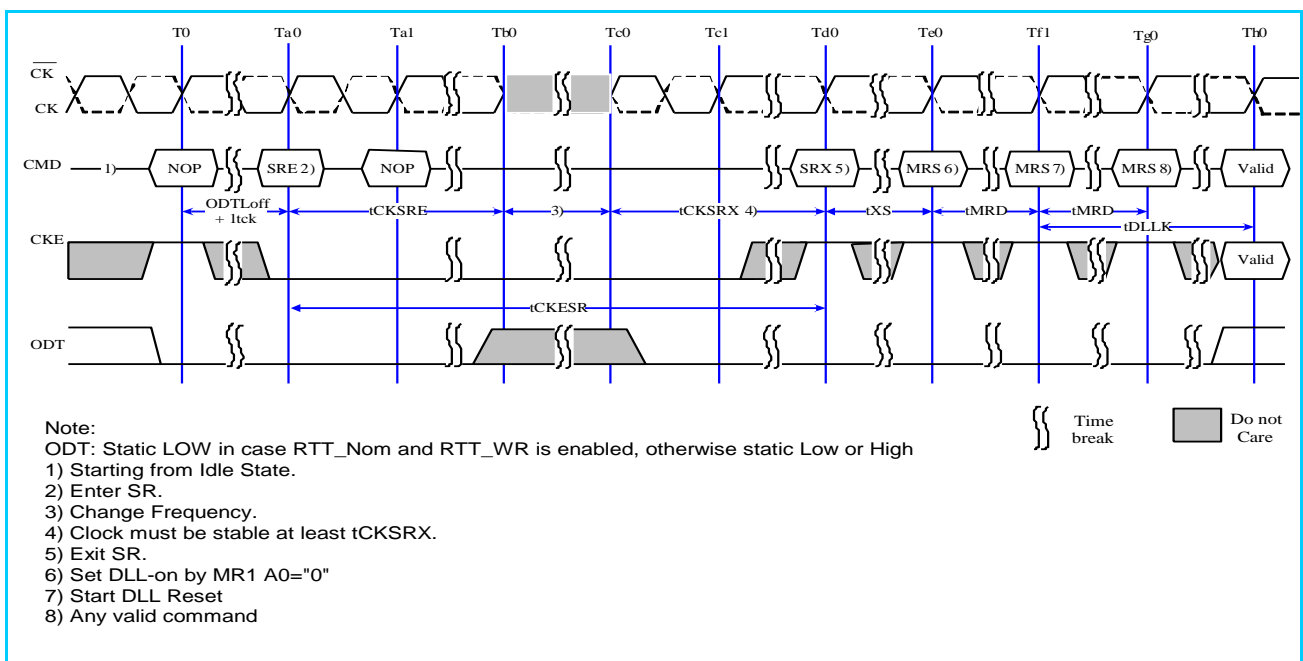 T0 Ta0 Ta1 Tb0 Tc0 Tc1 Td0 Te0 Tf1 Tg0 Th0
CK
CK
CMD 1) NOP SRE 2) NOP SRX 5) MRS 6) MRS 7) MRS 8) Valid
ODTLoff
+ 1tck
tCKSRE 3) tCKSRX 4) tXS tMRD tMRD
tDLLK
CKE Valid
tCKESR
ODT
Time
break
Do not
Care
Note:
ODT: Static LOW in case RTT_Nom and RTT_WR is enabled, otherwise static Low or High
1) Starting from Idle State.
2) Enter SR.
3) Change Frequency.
4) Clock must be stable at least tCKSRX.
5) Exit SR.
6) Set DLL-on by MR1 A0="0"
7) Start DLL Reset
8) Any valid command